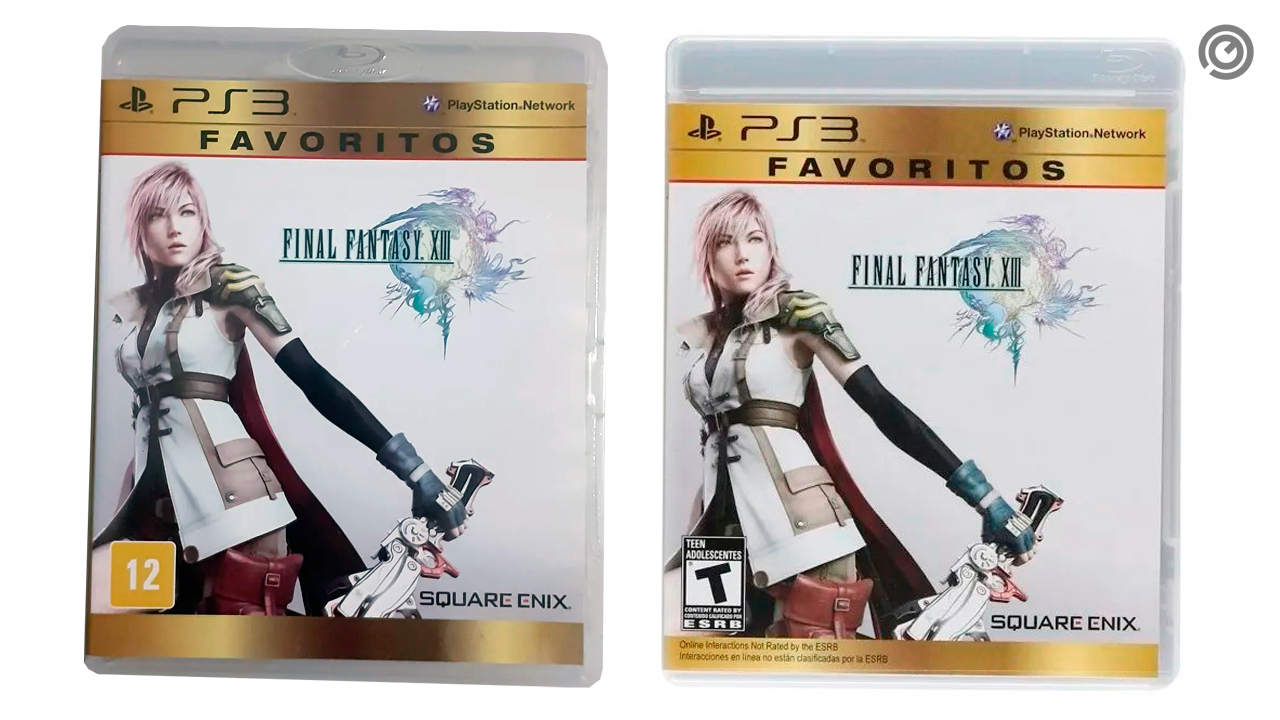 PS3
PlayStation®Network
FAVORITOS
FINAL FANTASY XIII
12
SQUARE ENIX.
PS3
PlayStation®Network
FAVORITOS
FINAL FANTASY XIII
TEEN
ADOLESCENTES
T
CONTENT RATED BY
CONTENIDO CALIFICADO POR
ESRB
SQUARE ENIX.
Online Interactions Not Rated by the ESRB
Interacciones en línea no están clasificadas por la ESRB